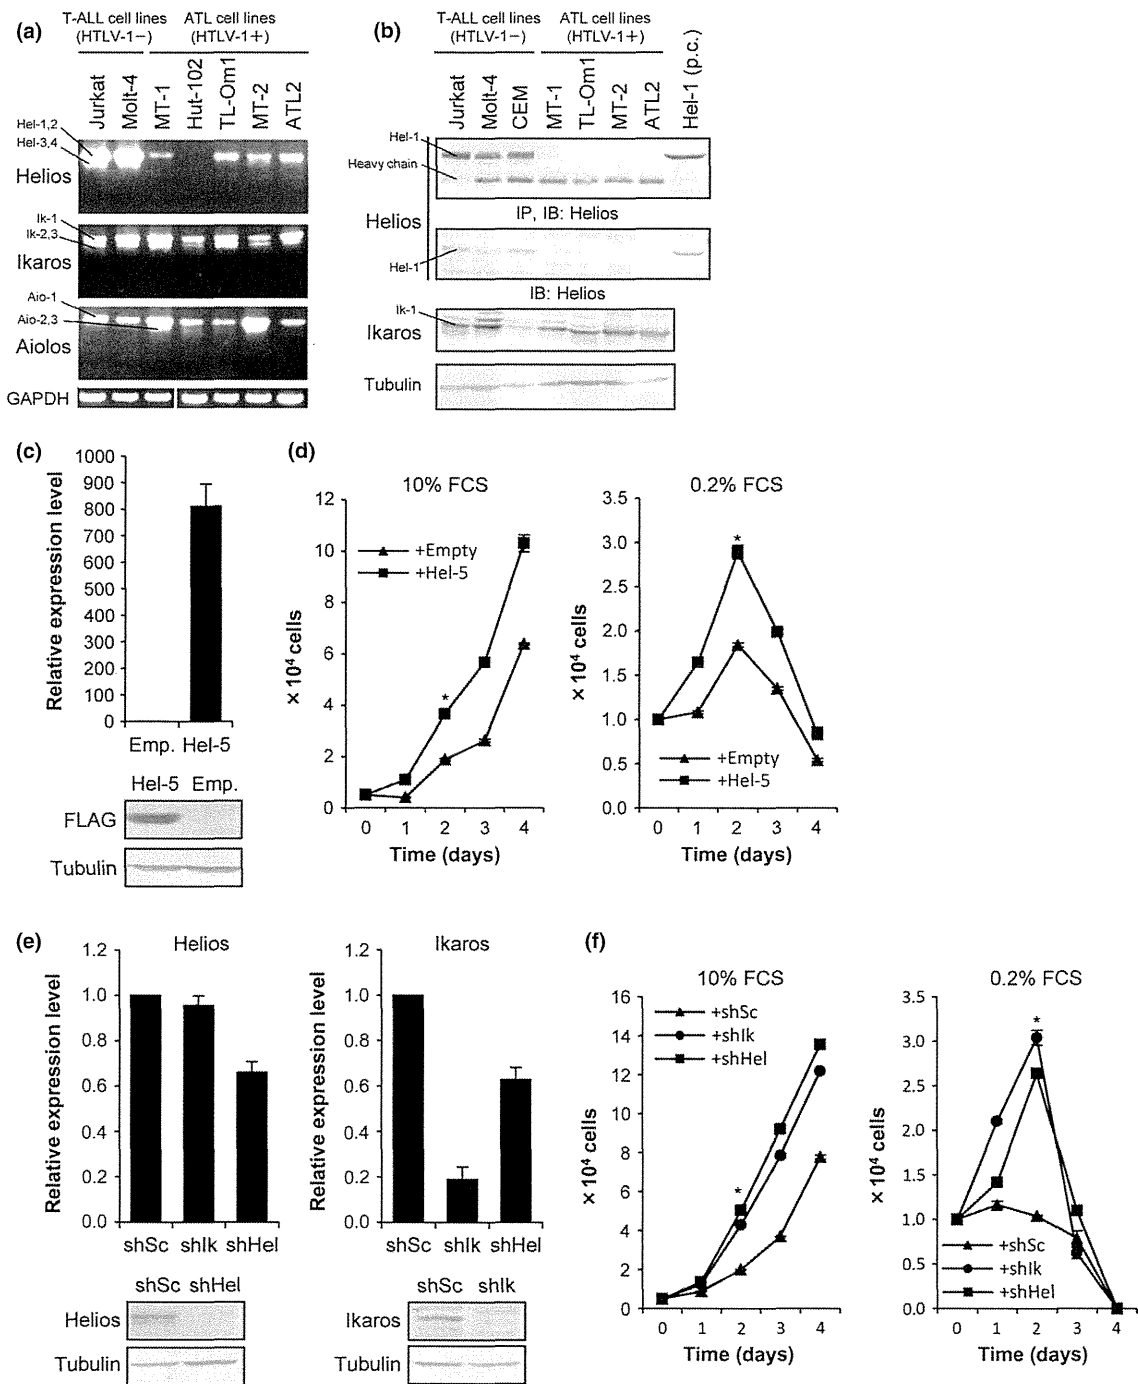 (a)
T-ALL cell lines
(HTLV-1−)
ATL cell lines
(HTLV-1+)
Jurkat
Molt-4
MT-1
Hut-102
TL-Om1
MT-2
ATL2
Hel-1,2
Hel-3,4
Helios
Ik-1
Ik-2,3
Ikaros
Aio-1
Aio-2,3
Aiolos
GAPDH
(b)
T-ALL cell lines
(HTLV-1−)
ATL cell lines
(HTLV-1+)
Jurkat
Molt-4
CEM
MT-1
TL-Om1
MT-2
ATL2
Hel-1 (p.c.)
Hel-1
Heavy chain
Helios
IP, IB: Helios
Hel-1
IB: Helios
Ik-1
Ikaros
Tubulin
(c)
Relative expression level
1000
900
800
700
600
500
400
300
200
100
0
Emp. Hel-5
Hel-5 Emp.
FLAG
Tubulin
(d)
10% FCS
× 10⁴ cells
12
10
8
6
4
2
0
+Empty
+Hel-5
*
0 1 2 3 4
Time (days)
0.2% FCS
× 10⁴ cells
3.5
3.0
2.5
2.0
1.5
1.0
0.5
0.0
*
+Empty
+Hel-5
0 1 2 3 4
Time (days)
(e)
Helios
Relative expression level
1.2
1.0
0.8
0.6
0.4
0.2
0.0
shSc shIk shHel
shSc shHel
Helios
Tubulin
Ikaros
Relative expression level
1.2
1.0
0.8
0.6
0.4
0.2
0.0
shSc shIk shHel
shSc shIk
Ikaros
Tubulin
(f)
10% FCS
× 10⁴ cells
16
14
12
10
8
6
4
2
0
+shSc
+shIk
+shHel
*
0 1 2 3 4
Time (days)
0.2% FCS
× 10⁴ cells
3.5
3.0
2.5
2.0
1.5
1.0
0.5
0.0
*
+shSc
+shIk
+shHel
0 1 2 3 4
Time (days)